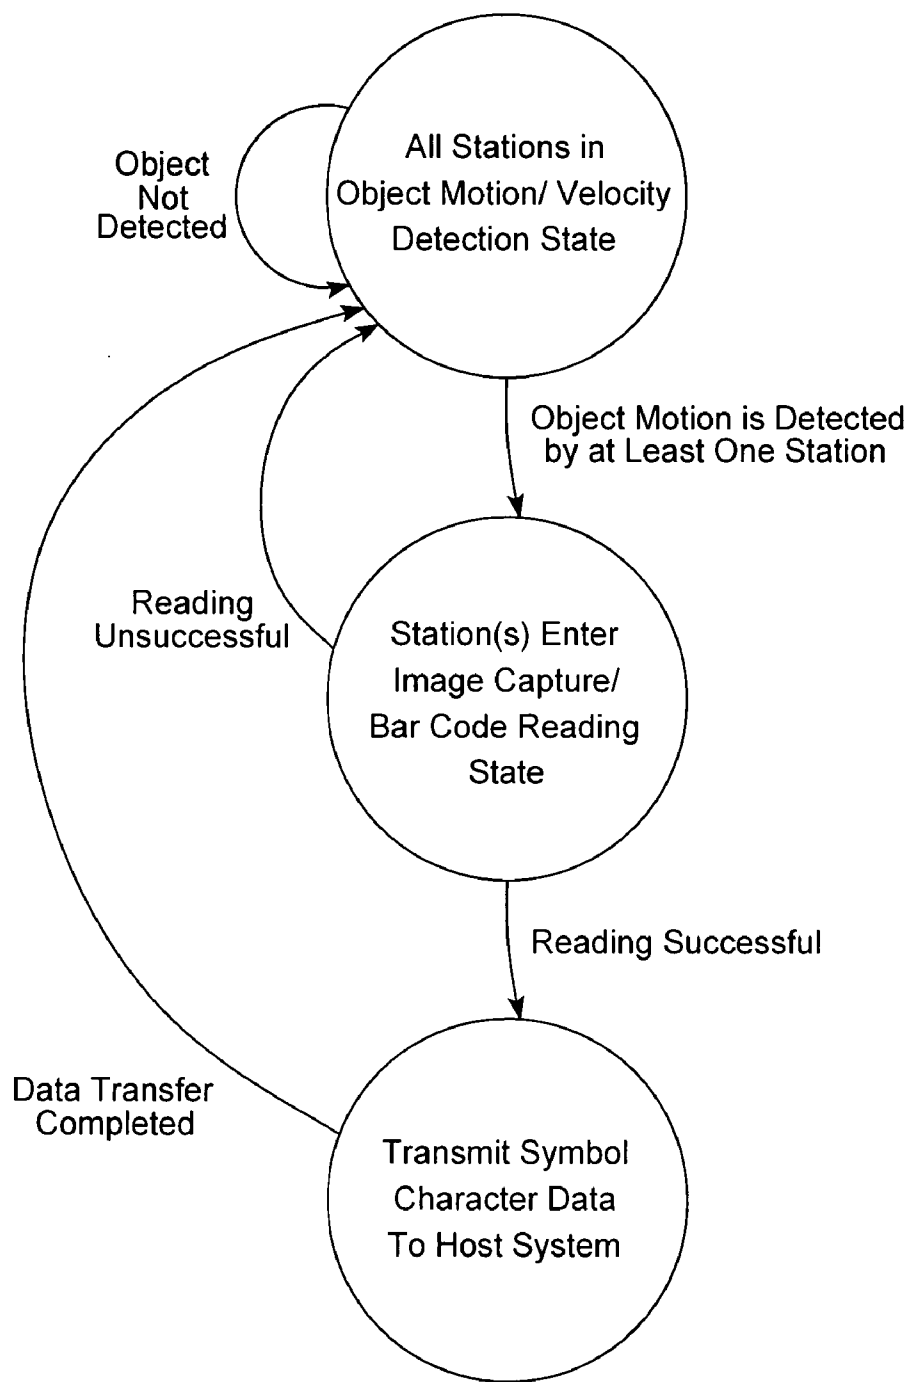 All Stations in
Object Motion/ Velocity
Detection State
Object
Not
Detected
Object Motion is Detected
by at Least One Station
Reading
Unsuccessful
Station(s) Enter
Image Capture/
Bar Code Reading
State
Reading Successful
Data Transfer
Completed
Transmit Symbol
Character Data
To Host System